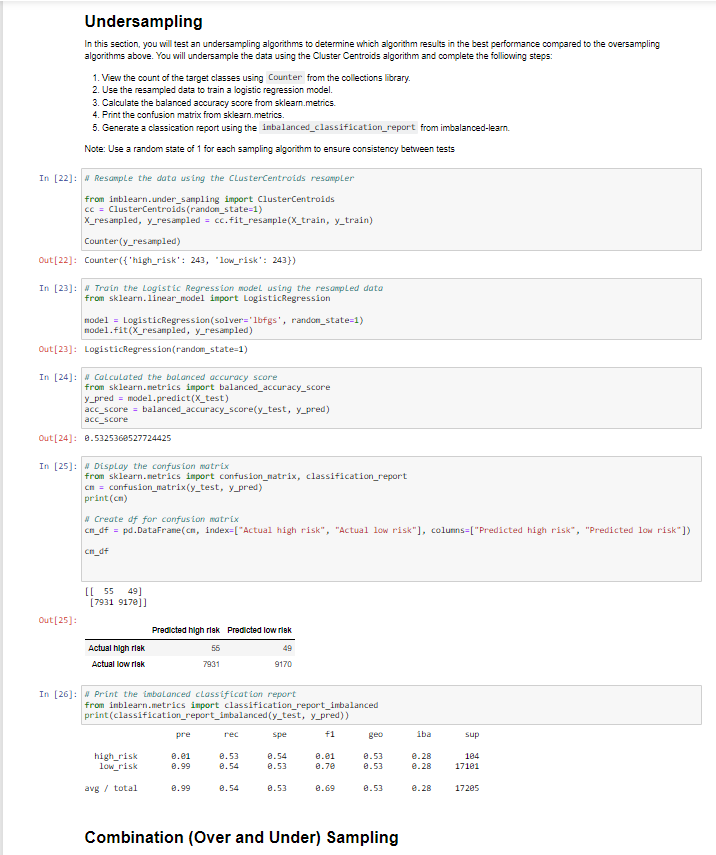 Undersampling
In this section, you will test an undersampling algorithms to determine which algorithm results in the best performance compared to the oversampling
algorithms above. You will undersample the data using the Cluster Centroids algorithm and complete the following steps:
1. View the count of the target classes using Counter from the collections library.
2. Use the resampled data to train a logistic regression model.
3. Calculate the balanced accuracy score from sklearn.metrics.
4. Print the confusion matrix from sklearn.metrics.
5. Generate a classication report using the imbalanced_classification_report from imbalanced-learn.
Note: Use a random state of 1 for each sampling algorithm to ensure consistency between tests
In [22]: # Resample the data using the ClusterCentroids resampler
from imblearn.under_sampling import ClusterCentroids
cc = ClusterCentroids(random_state=1)
X_resampled, y_resampled = cc.fit_resample(X_train, y_train)
Counter(y_resampled)
Out[22]: Counter({'high_risk': 243, 'low_risk': 243})
In [23]: # Train the Logistic Regression model using the resampled data
from sklearn.linear_model import LogisticRegression
model = LogisticRegression(solver='lbfgs', random_state=1)
model.fit(X_resampled, y_resampled)
Out[23]: LogisticRegression(random_state=1)
In [24]: # Calculated the balanced accuracy score
from sklearn.metrics import balanced_accuracy_score
y_pred = model.predict(X_test)
acc_score = balanced_accuracy_score(y_test, y_pred)
acc_score
Out[24]: 0.5325360527724425
In [25]: # Display the confusion matrix
from sklearn.metrics import confusion_matrix, classification_report
cm = confusion_matrix(y_test, y_pred)
print(cm)
# Create df for confusion matrix
cm_df = pd.DataFrame(cm, index=["Actual high risk", "Actual low risk"], columns=["Predicted high risk", "Predicted low risk"])
cm_df
[[ 55 49]
[7931 9170]]
Out[25]:
Predicted high risk Predicted low risk
Actual high risk 55 49
Actual low risk 7931 9170
In [26]: # Print the imbalanced classification report
from imblearn.metrics import classification_report_imbalanced
print(classification_report_imbalanced(y_test, y_pred))
pre rec spe f1 geo iba sup
high_risk 0.01 0.53 0.54 0.01 0.53 0.28 104
low_risk 0.99 0.54 0.53 0.70 0.53 0.28 17101
avg / total 0.99 0.54 0.53 0.69 0.53 0.28 17205
Combination (Over and Under) Sampling